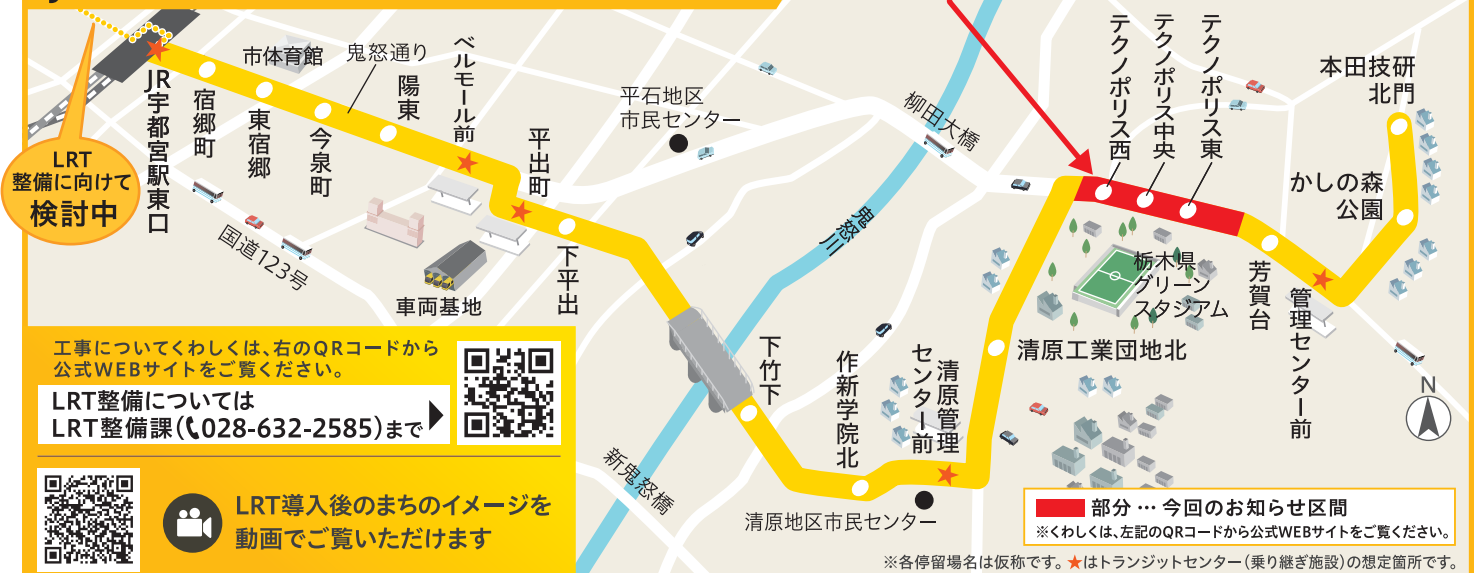 市体育館
鬼怒通り
JR宇都宮駅東口
宿郷町
東宿郷
今泉町
陽東
ベルモール前
平出町
下平出
平石地区
市民センター
柳田大橋
テクノポリス西
テクノポリス中央
テクノポリス東
本田技研
北門
かしの森
公園
LRT
整備に向けて
検討中
国道123号
車両基地
鬼怒川
栃木県
グリーン
スタジアム
芳賀台
管理センター前
清原工業団地北
下竹下
作新学院北
清原管理
センター前
新鬼怒橋
清原地区市民センター
N
工事についてくわしくは、右のQRコードから
公式WEBサイトをご覧ください。
LRT整備については
LRT整備課(028-632-2585)まで
LRT導入後のまちのイメージを
動画でご覧いただけます
部分…今回のお知らせ区間
※くわしくは、左記のQRコードから公式WEBサイトをご覧ください。
※各停留場名は仮称です。★はトランジットセンター(乗り継ぎ施設)の想定箇所です。